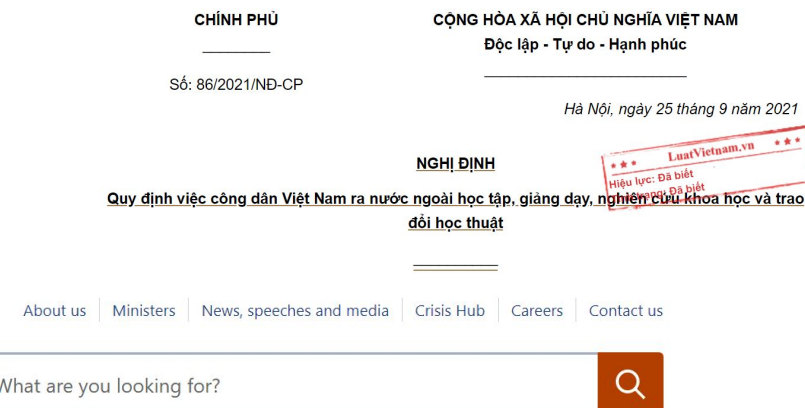 CHÍNH PHỦ
CỘNG HÒA XÃ HỘI CHỦ NGHĨA VIỆT NAM
Độc lập - Tự do - Hạnh phúc
Số: 86/2021/NĐ-CP
Hà Nội, ngày 25 tháng 9 năm 2021
NGHỊ ĐỊNH
LuatVietnam.vn
Hiệu lực: Đã biết
trạng: Đã biết
Quy định việc công dân Việt Nam ra nước ngoài học tập, giảng dạy, nghiên cứu khoa học và trao
đổi học thuật
About us Ministers News, speeches and media Crisis Hub Careers Contact us
What are you looking for?